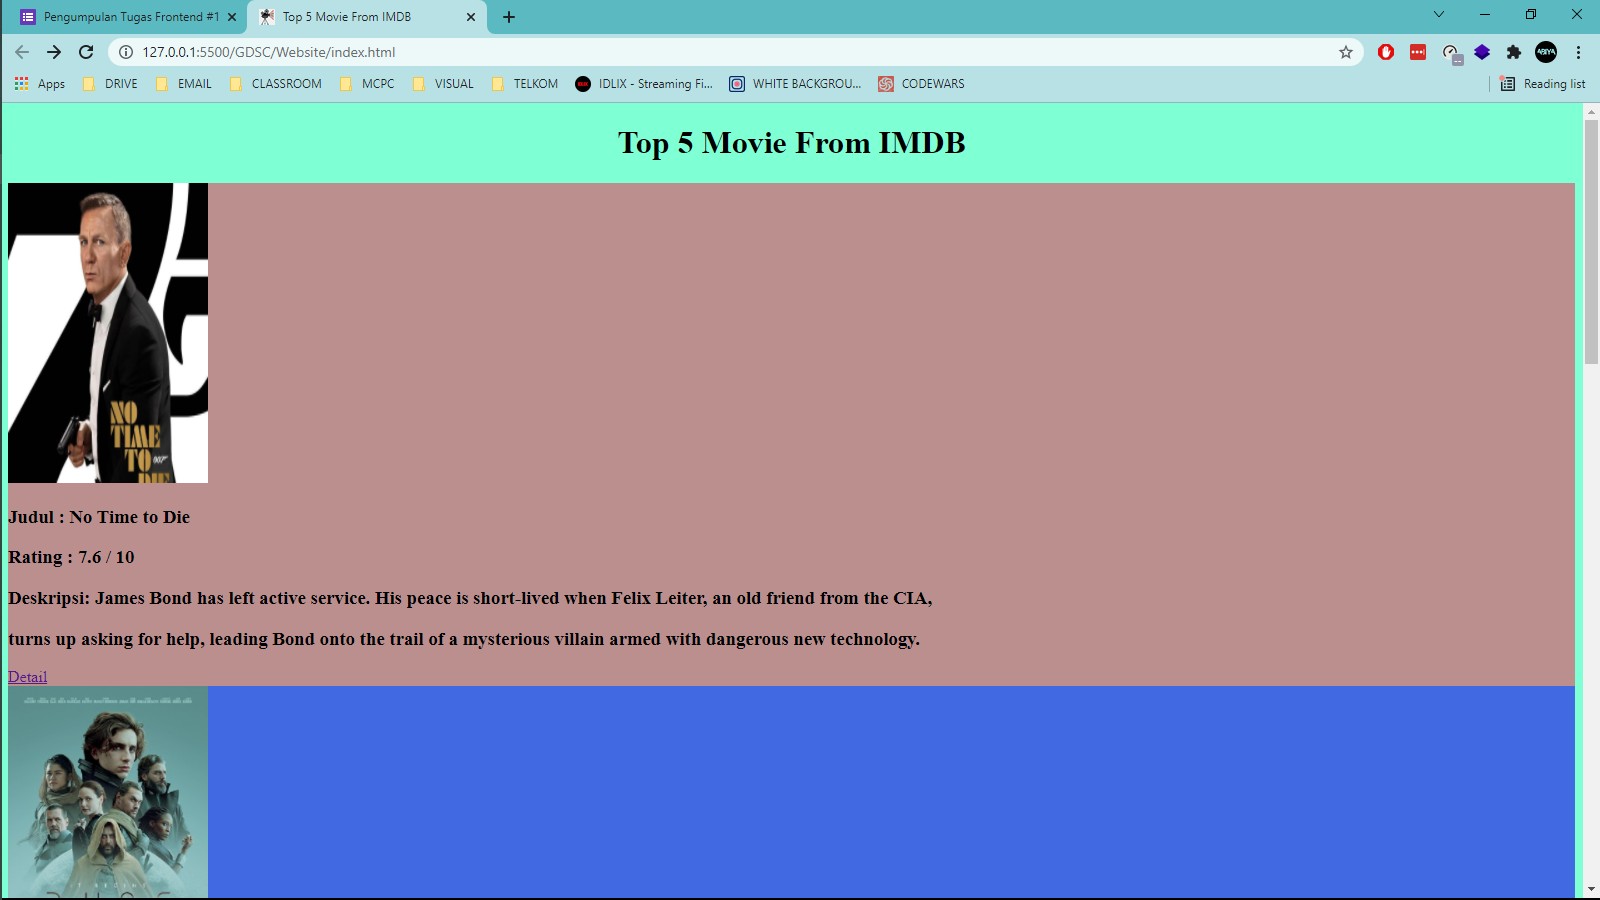 Pengumpulan Tugas Frontend #1
Top 5 Movie From IMDB
127.0.0.1:5500/GDSC/Website/index.html
ABIYA
Apps
DRIVE
EMAIL
CLASSROOM
MCPC
VISUAL
TELKOM
IDLIX - Streaming Fi...
WHITE BACKGROU...
CODEWARS
Reading list
Top 5 Movie From IMDB
NO
TIME
TO
DIE
007
Judul : No Time to Die
Rating : 7.6 / 10
Deskripsi: James Bond has left active service. His peace is short-lived when Felix Leiter, an old friend from the CIA,
turns up asking for help, leading Bond onto the trail of a mysterious villain armed with dangerous new technology.
Detail